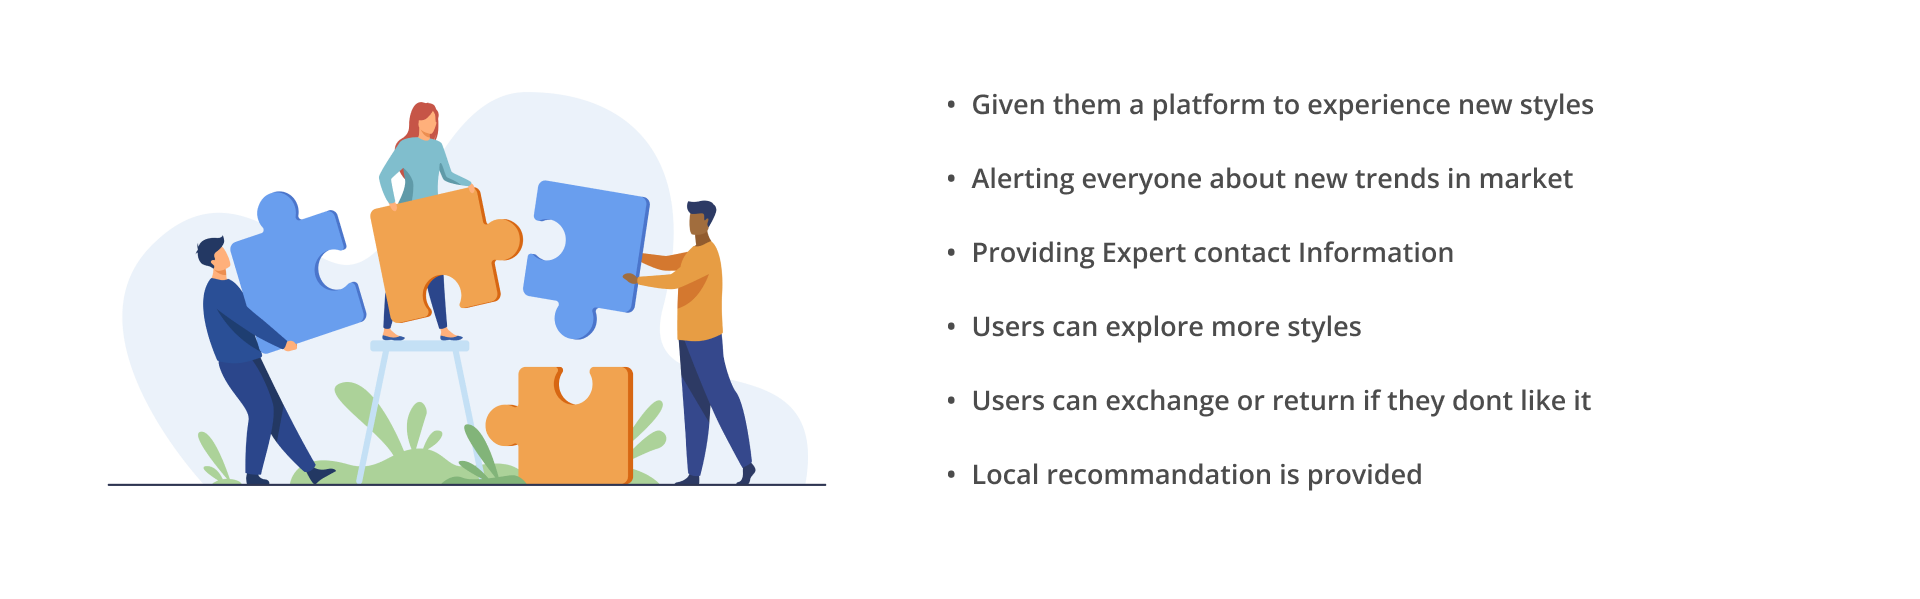 • Given them a platform to experience new styles
• Alerting everyone about new trends in market
• Providing Expert contact Information
• Users can explore more styles
• Users can exchange or return if they dont like it
• Local recommandation is provided